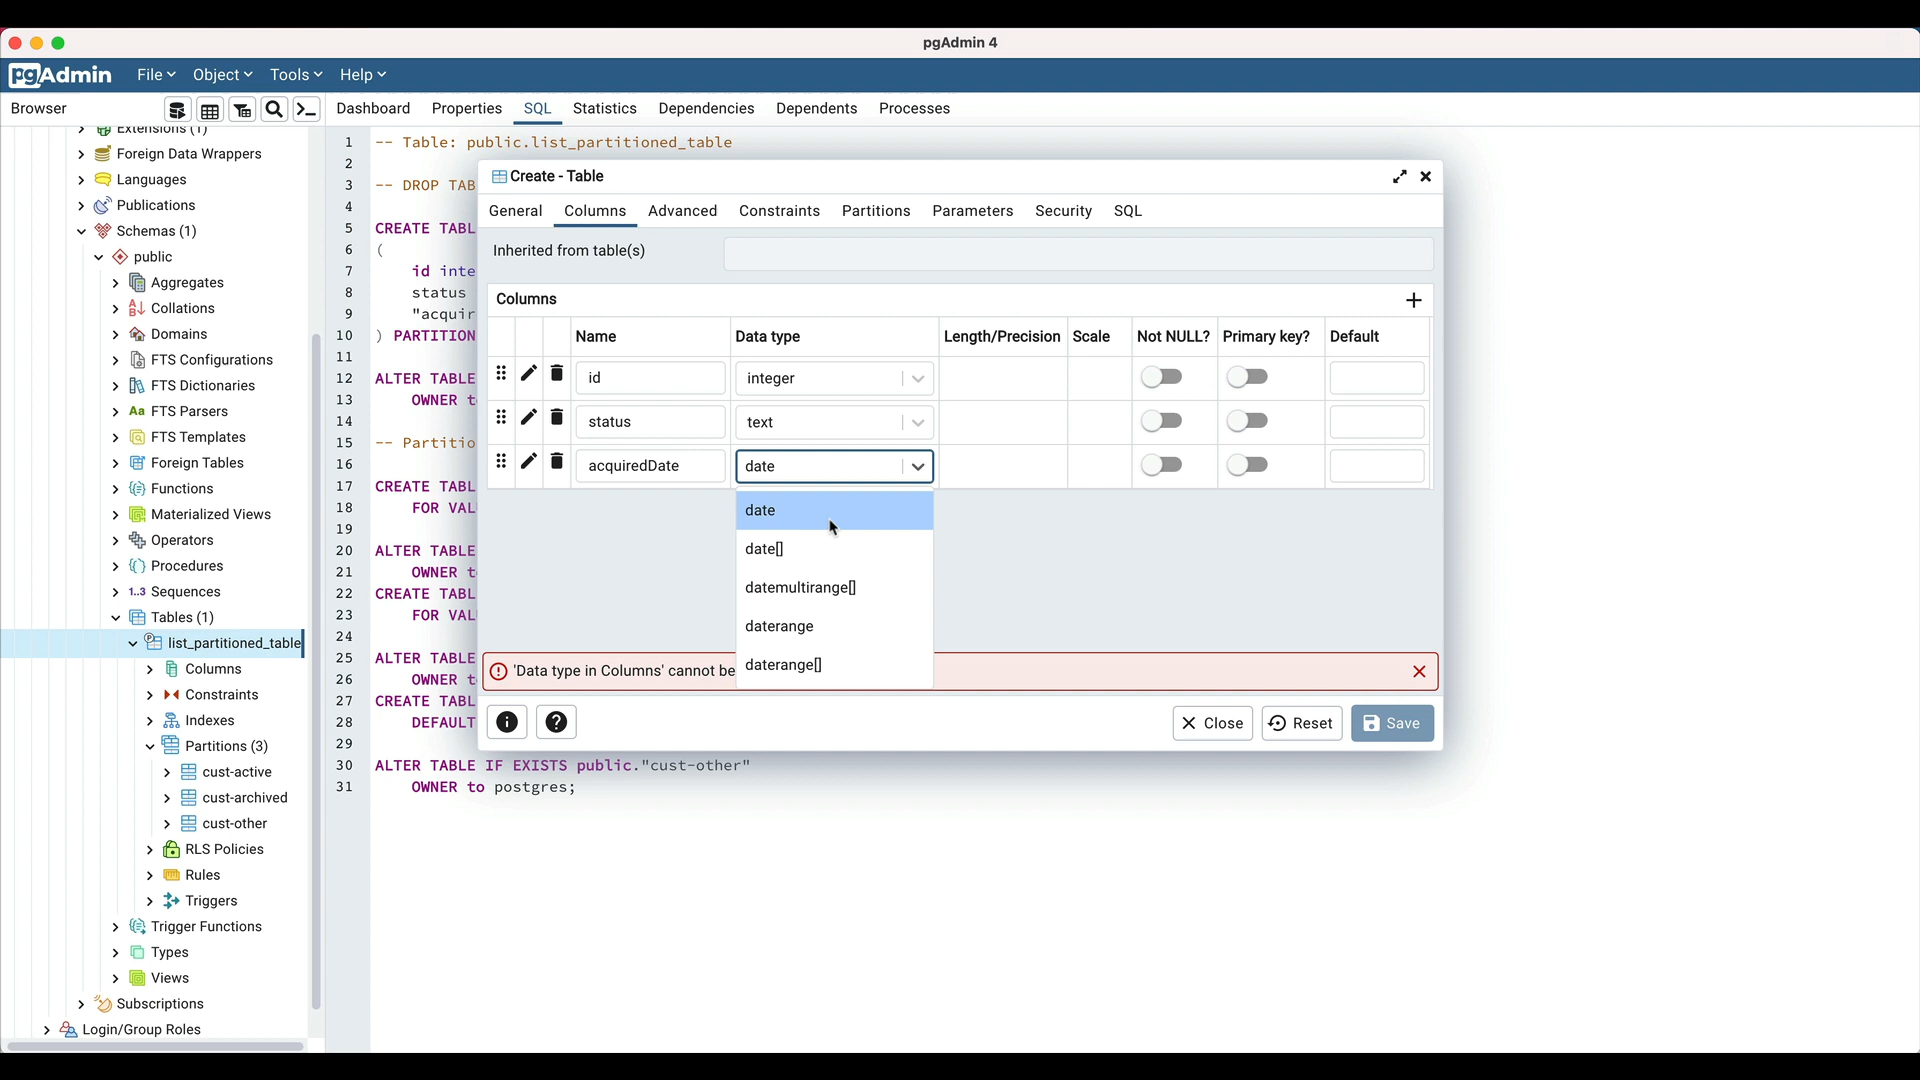 pgAdmin 4
pgAdmin File Object Tools Help
Browser
Dashboard Properties SQL Statistics Dependencies Dependents Processes
Extensions (1)
Foreign Data Wrappers
Languages
Publications
Schemas (1)
public
Aggregates
Collations
Domains
FTS Configurations
FTS Dictionaries
Aa FTS Parsers
FTS Templates
Foreign Tables
Functions
Materialized Views
Operators
Procedures
1..3 Sequences
Tables (1)
list_partitioned_table
Columns
Constraints
Indexes
Partitions (3)
cust-active
cust-archived
cust-other
RLS Policies
Rules
Triggers
Trigger Functions
Types
Views
Subscriptions
Login/Group Roles
1 -- Table: public.list_partitioned_table
2
3 -- DROP TAB
4
5 CREATE TABL
6 (
7 id inte
8 status
9 "acquir
10 ) PARTITION
11
12 ALTER TABLE
13 OWNER t
14
15 -- Partitio
16
17 CREATE TABL
18 FOR VAL
19
20 ALTER TABLE
21 OWNER t
22 CREATE TABL
23 FOR VAL
24
25 ALTER TABLE
26 OWNER t
27 CREATE TABL
28 DEFAULT
29
30 ALTER TABLE IF EXISTS public."cust-other"
31 OWNER to postgres;
Create - Table
General Columns Advanced Constraints Partitions Parameters Security SQL
Inherited from table(s)
Columns
Name Data type Length/Precision Scale Not NULL? Primary key? Default
id integer
status text
acquiredDate date
date
date[]
datemultirange[]
daterange
daterange[]
'Data type in Columns' cannot be
Close Reset Save